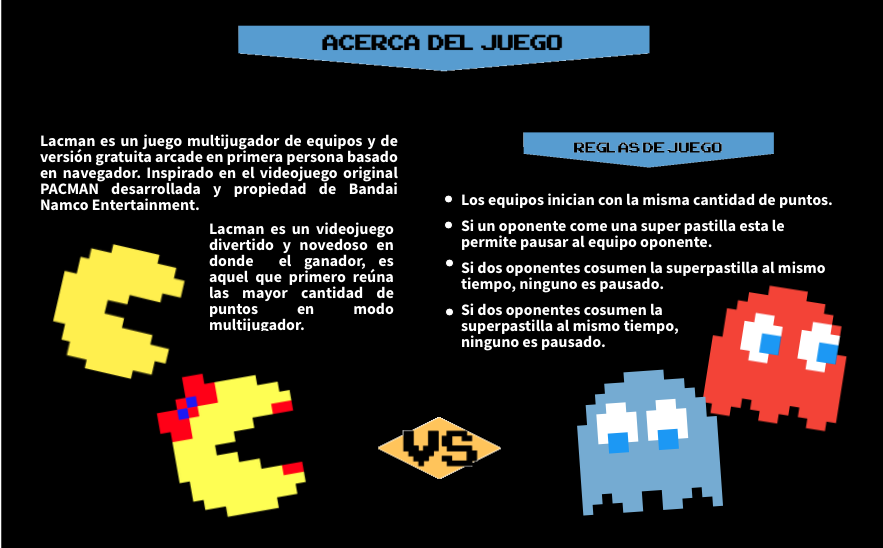 ACERCA DEL JUEGO
Lacman es un juego multijugador de equipos y de
versión gratuita arcade en primera persona basado
en navegador. Inspirado en el videojuego original
PACMAN desarrollada y propiedad de Bandai
Namco Entertainment.
Lacman es un videojuego
divertido y novedoso en
donde el ganador, es
aquel que primero reúna
las mayor cantidad de
puntos en modo
multijugador.
REGLAS DE JUEGO
Los equipos inician con la misma cantidad de puntos.
Si un oponente come una super pastilla esta le
permite pausar al equipo oponente.
Si dos oponentes cosumen la superpastilla al mismo
tiempo, ninguno es pausado.
Si dos oponentes cosumen la
superpastilla al mismo tiempo,
ninguno es pausado.
VS